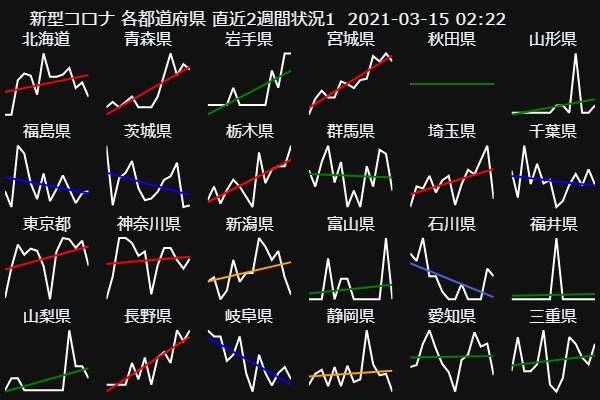 新型コロナ 各都道府県 直近2週間状況1 2021-03-15 02:22
北海道 青森県 岩手県 宮城県 秋田県 山形県
福島県 茨城県 栃木県 群馬県 埼玉県 千葉県
東京都 神奈川県 新潟県 富山県 石川県 福井県
山梨県 長野県 岐阜県 静岡県 愛知県 三重県